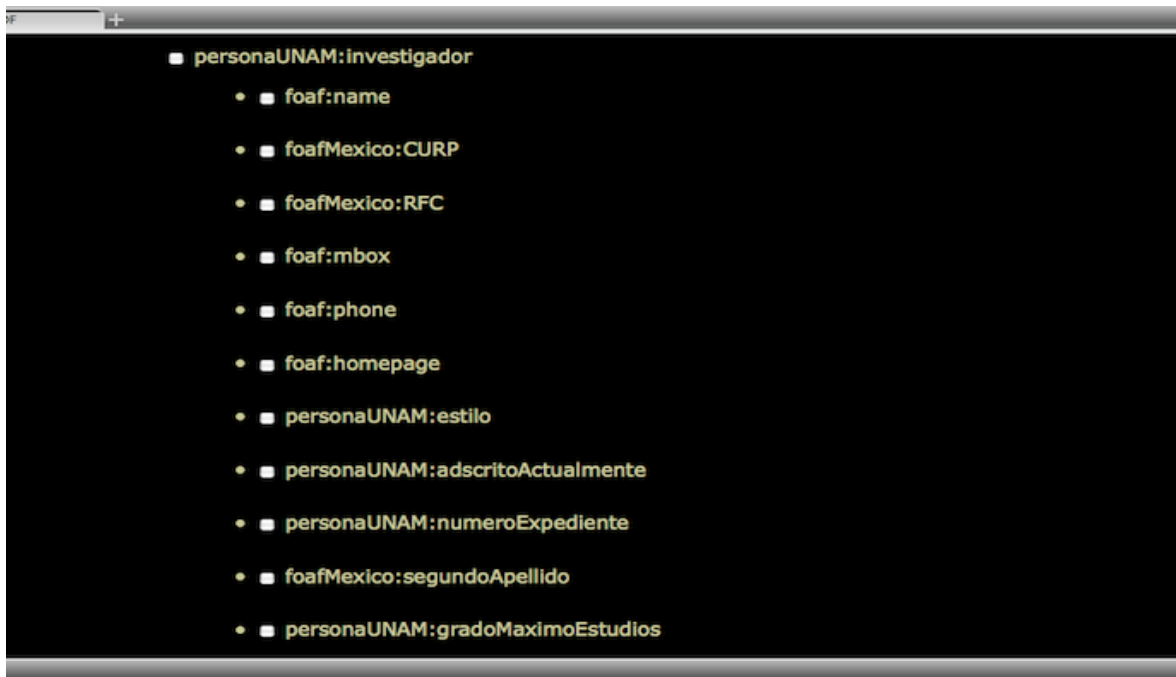 DF
personaUNAM:investigador
foaf:name
foafMexico:CURP
foafMexico:RFC
foaf:mbox
foaf:phone
foaf:homepage
personaUNAM:estilo
personaUNAM:adscritoActualmente
personaUNAM:numeroExpediente
foafMexico:segundoApellido
personaUNAM:gradoMaximoEstudios